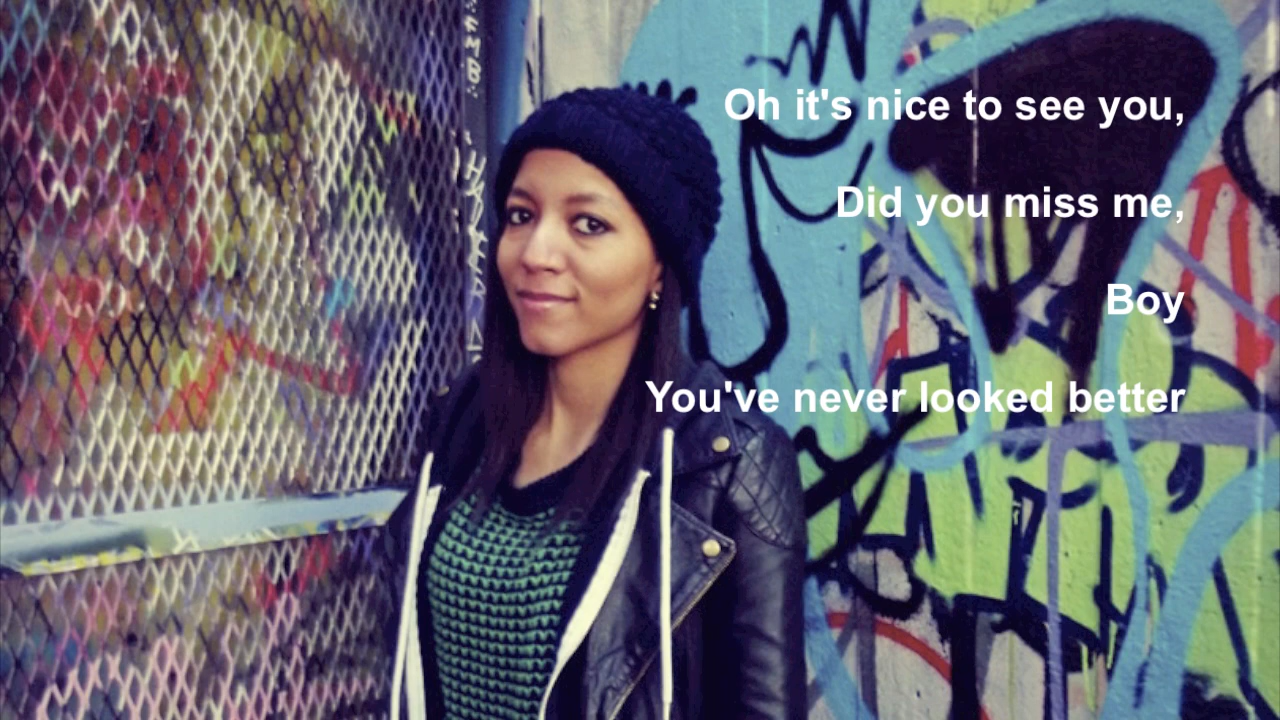 Oh it's nice to see you,
Did you miss me,
Boy
You've never looked better